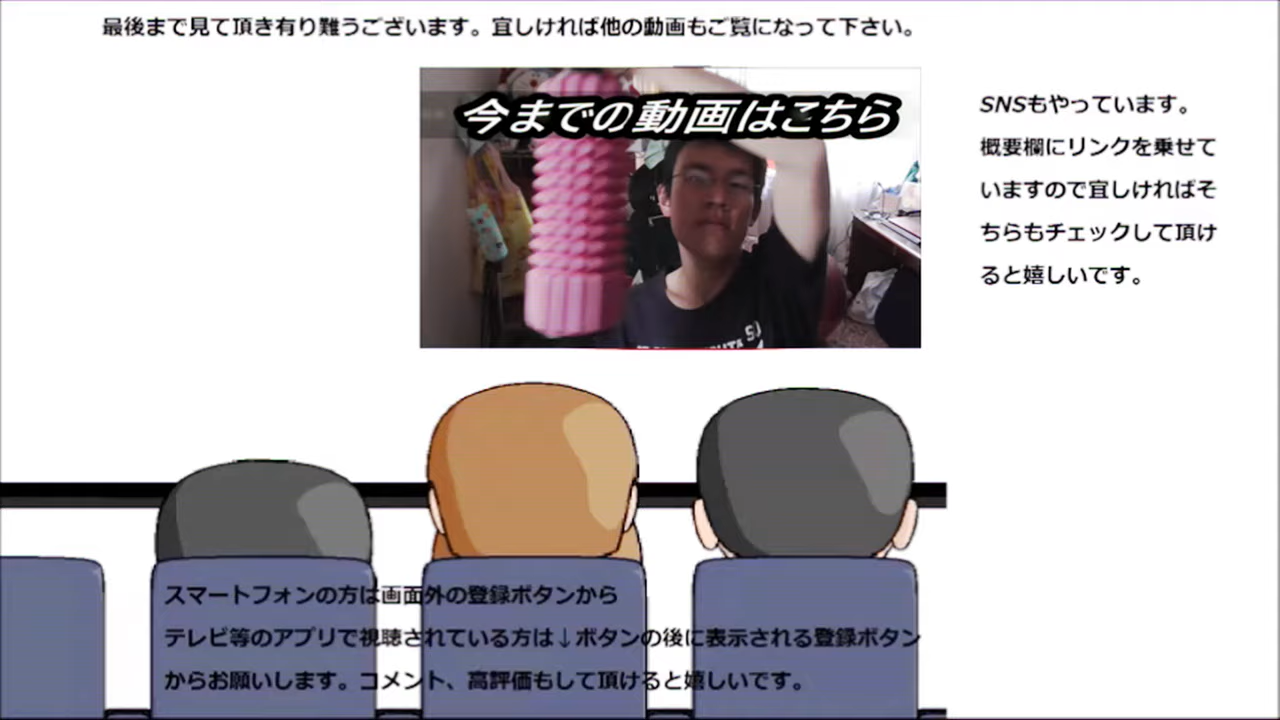 最後まで見て頂き有り難うございます。宜しければ他の動画もご覧になって下さい。
今までの動画はこちら
SNSもやっています。
概要欄にリンクを乗せて
いますので宜しければそ
ちらもチェックして頂け
ると嬉しいです。
スマートフォンの方は画面外の登録ボタンから
テレビ等のアプリで視聴されている方は↓ボタンの後に表示される登録ボタン
からお願いします。コメント、高評価もして頂けると嬉しいです。